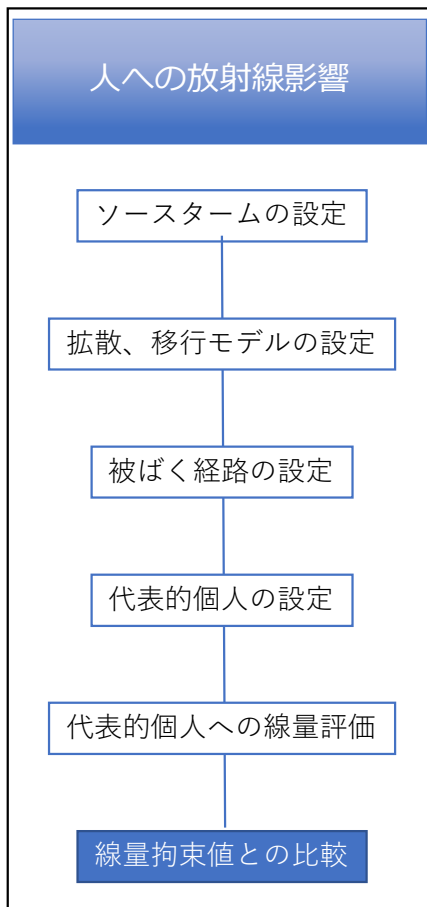 人への放射線影響
ソースタームの設定
拡散、移行モデルの設定
被ばく経路の設定
代表的個人の設定
代表的個人への線量評価
線量拘束値との比較